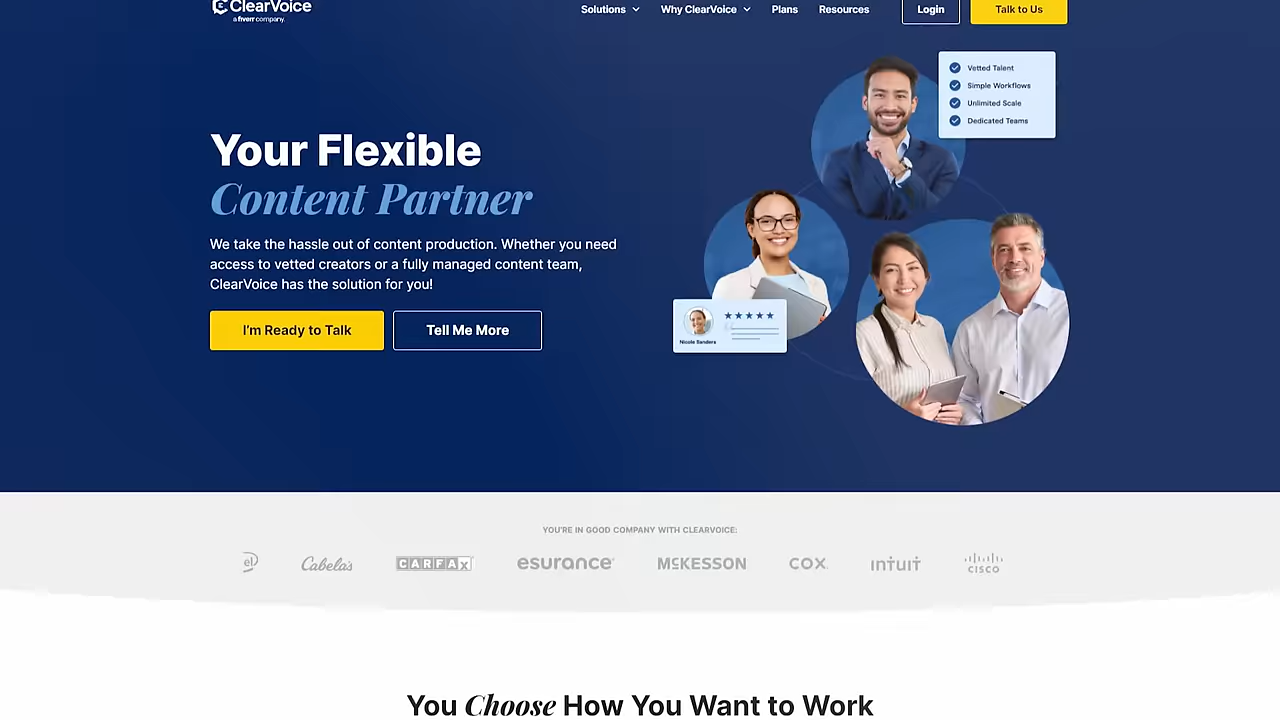 ClearVoice
a fiverr company.
Solutions
Why ClearVoice
Plans
Resources
Login
Talk to Us
Vetted Talent
Simple Workflows
Unlimited Scale
Dedicated Teams
Your Flexible
Content Partner
We take the hassle out of content production. Whether you need
access to vetted creators or a fully managed content team,
ClearVoice has the solution for you!
I'm Ready to Talk
Tell Me More
Nicole Sanders
YOU'RE IN GOOD COMPANY WITH CLEARVOICE:
el
Cabela's
CARFAX
esurance
MCKESSON
COX
intuit
CISCO
You Choose How You Want to Work